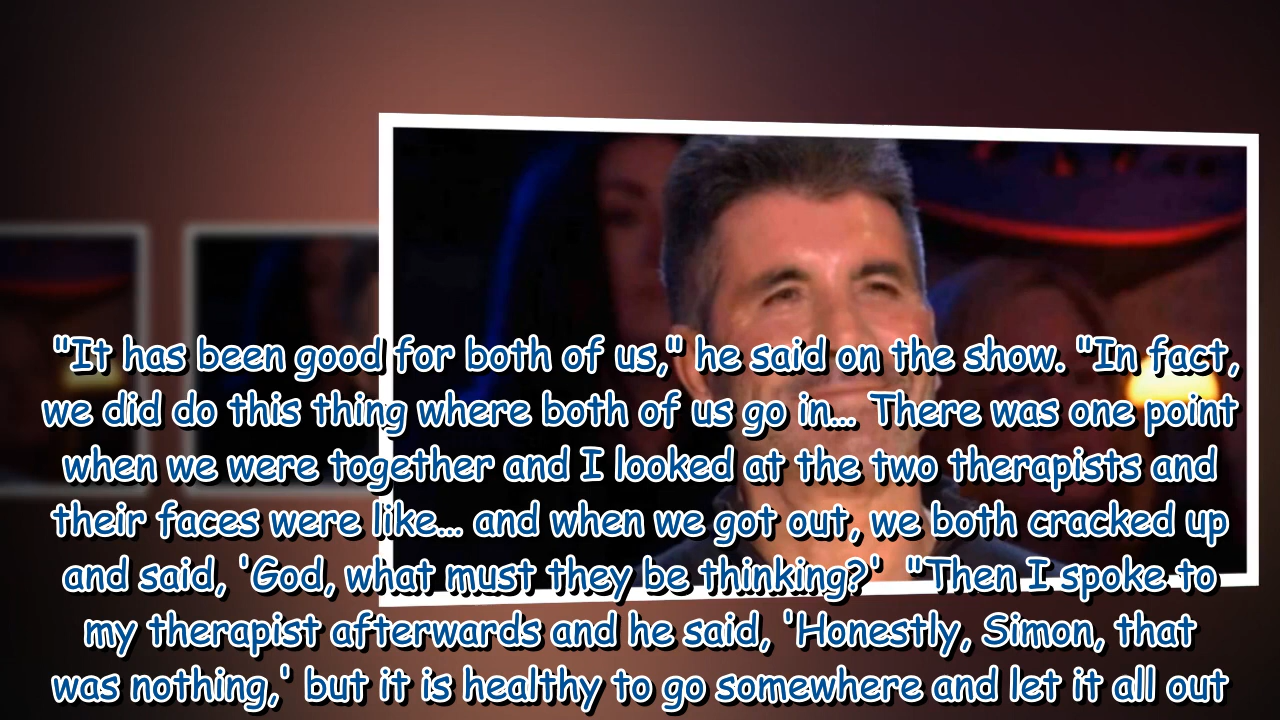 "It has been good for both of us," he said on the show. "In fact,
we did do this thing where both of us go in... There was one point
when we were together and I looked at the two therapists and
their faces were like... and when we got out, we both cracked up
and said, 'God, what must they be thinking?' "Then I spoke to
my therapist afterwards and he said, 'Honestly, Simon, that
was nothing,' but it is healthy to go somewhere and let it all out